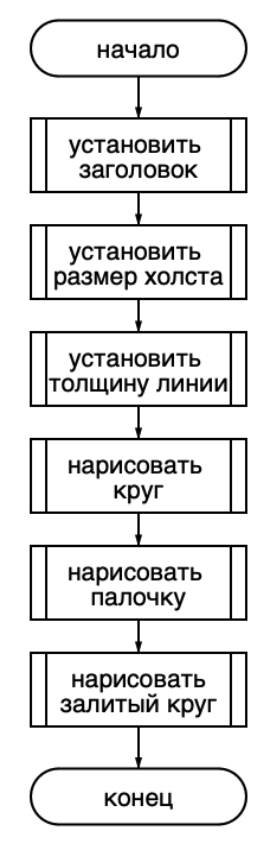 начало
установить
заголовок
установить
размер холста
установить
толщину линии
нарисовать
круг
нарисовать
палочку
нарисовать
залитый круг
конец